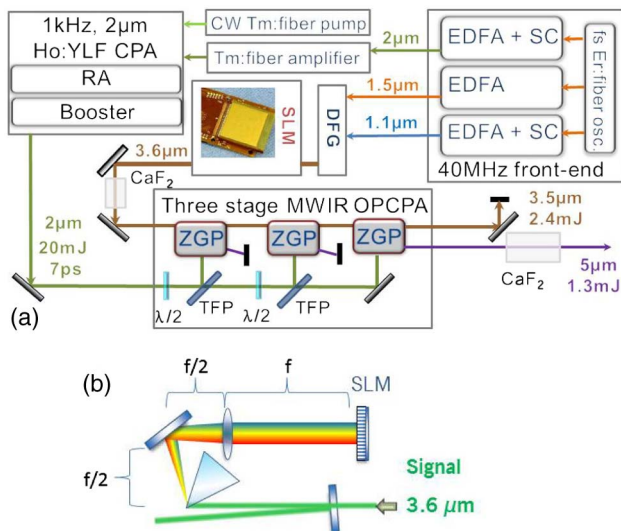 1kHz, 2μm
Ho:YLF CPA
RA
Booster
CW Tm:fiber pump
Tm:fiber amplifier
2μm
EDFA + SC
1.5μm
EDFA
1.1μm
EDFA + SC
fs Er:fiber osc.
40MHz front-end
SLM
DFG
3.6μm
CaF₂
Three stage MWIR OPCPA
ZGP
ZGP
ZGP
3.5μm
2.4mJ
2μm
20mJ
7ps
CaF₂
5μm
1.3mJ
λ/2
TFP
λ/2
TFP
(a)
(b)
f/2
f
SLM
f/2
Signal
3.6 μm